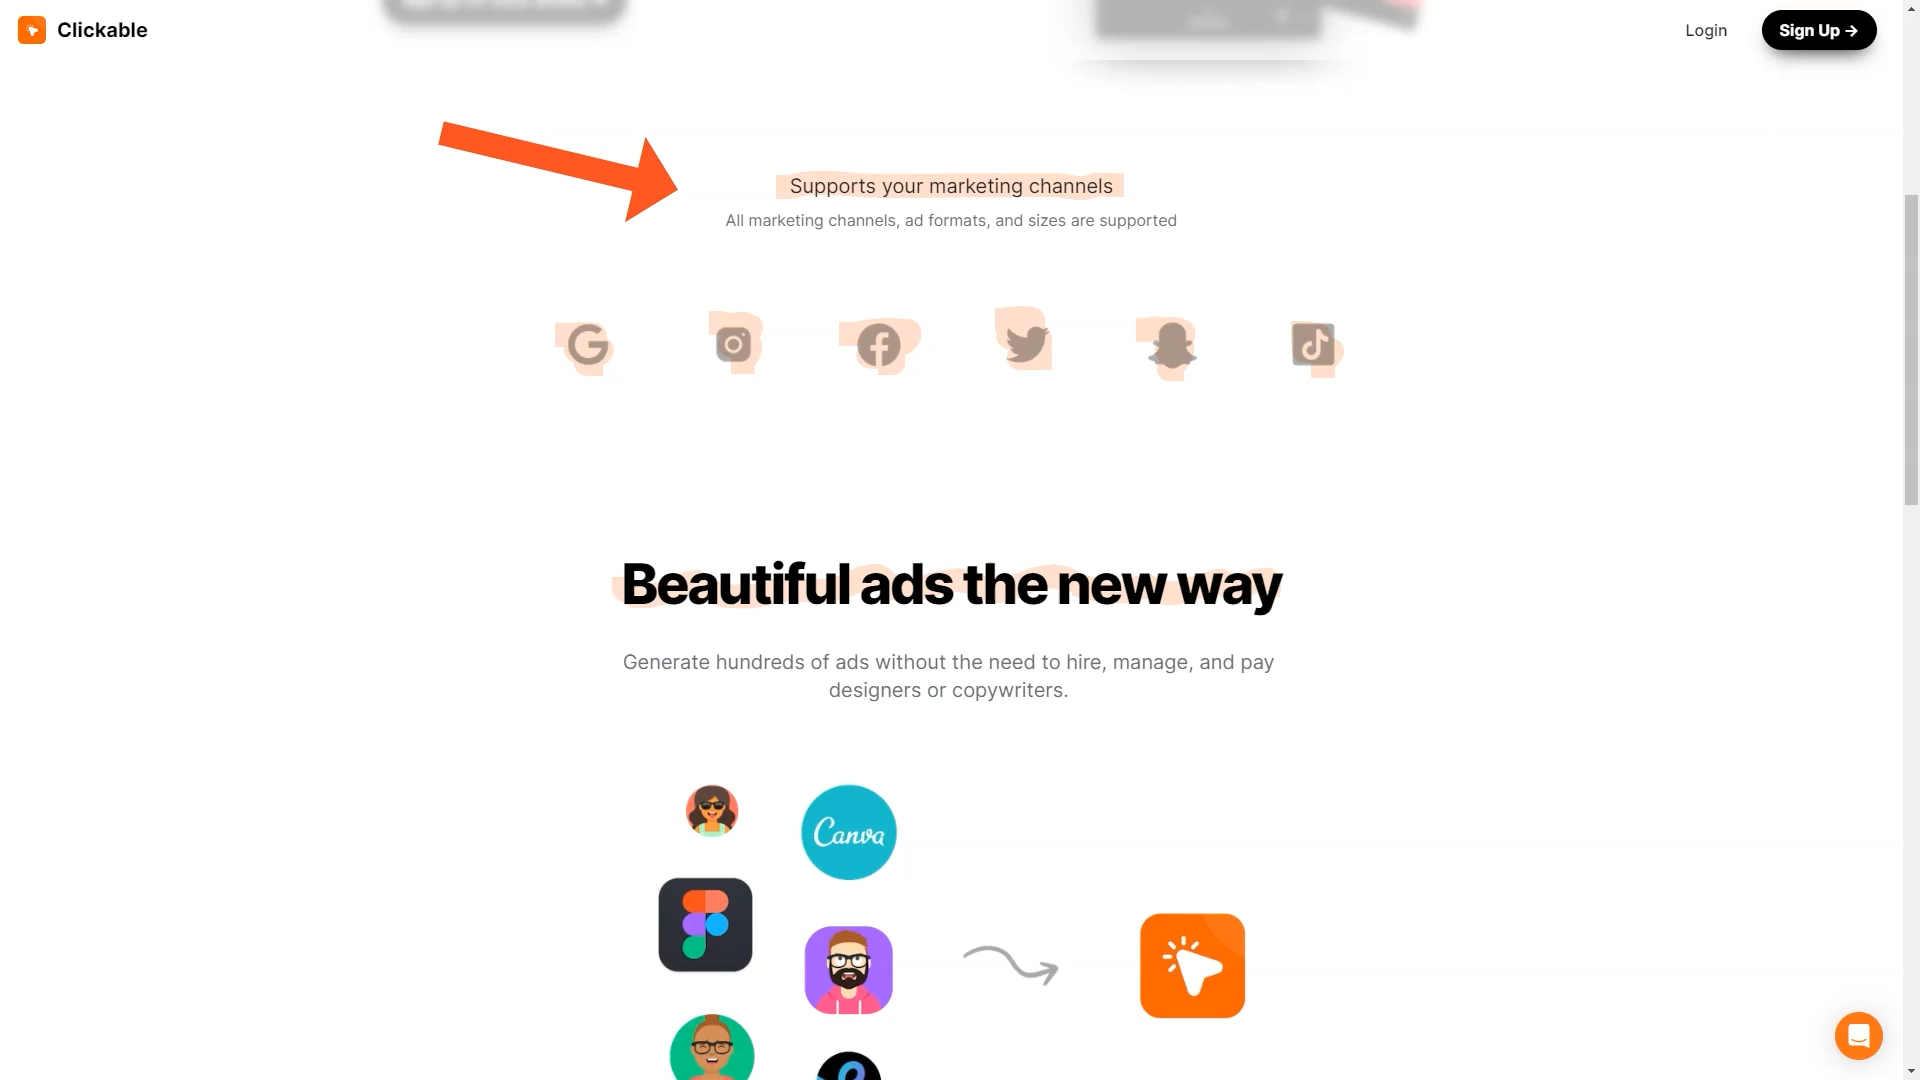 Clickable
Login
Sign Up →
Supports your marketing channels
All marketing channels, ad formats, and sizes are supported
Beautiful ads the new way
Generate hundreds of ads without the need to hire, manage, and pay
designers or copywriters.
Canva